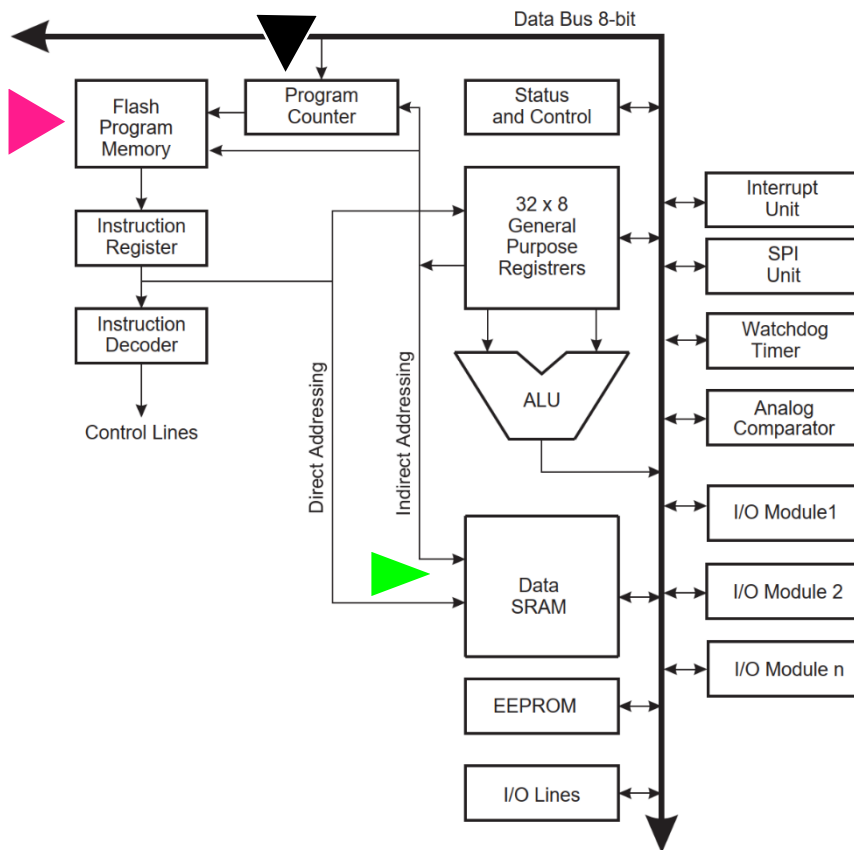 Data Bus 8-bit
Flash
Program
Memory
Program
Counter
Status
and Control
32 x 8
General
Purpose
Registrers
Interrupt
Unit
Instruction
Register
SPI
Unit
Instruction
Decoder
Watchdog
Timer
Control Lines
Direct Addressing
Indirect Addressing
ALU
Analog
Comparator
I/O Module1
Data
SRAM
I/O Module 2
I/O Module n
EEPROM
I/O Lines